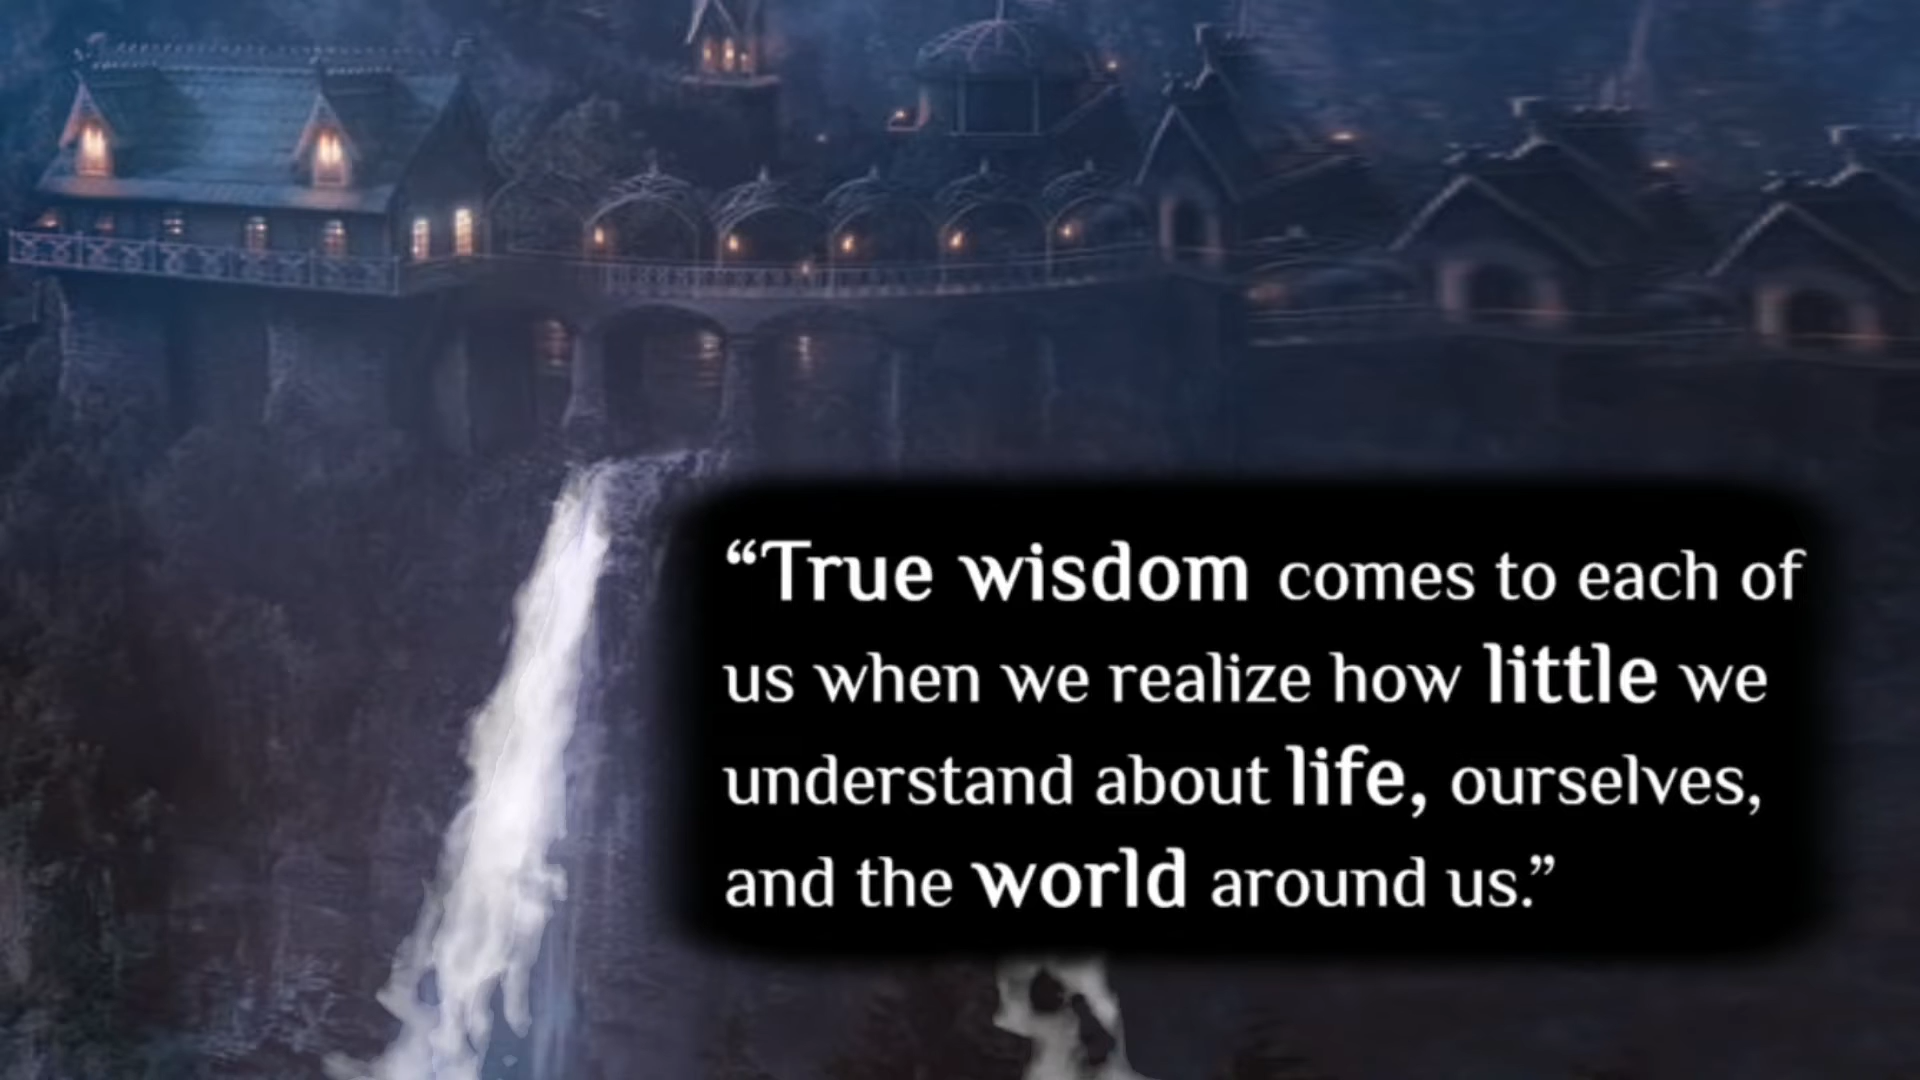 “True wisdom comes to each of
us when we realize how little we
understand about life, ourselves,
and the world around us.”